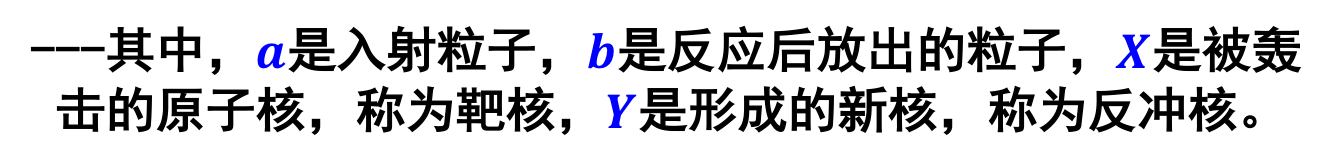 ---其中，a是入射粒子，b是反应后放出的粒子，X是被轰
击的原子核，称为靶核，Y是形成的新核，称为反冲核。